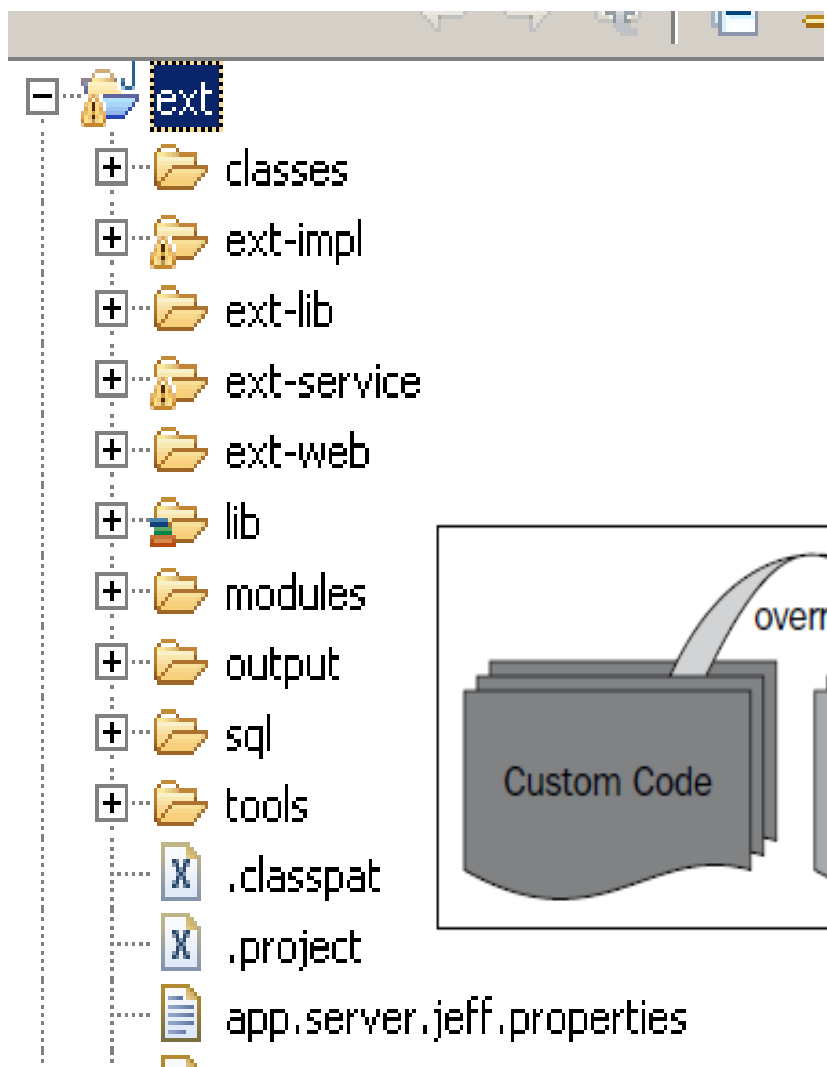 ext
classes
ext-impl
ext-lib
ext-service
ext-web
lib
modules
output
sql
tools
.classpat
.project
app.server.jeff.properties
Custom Code